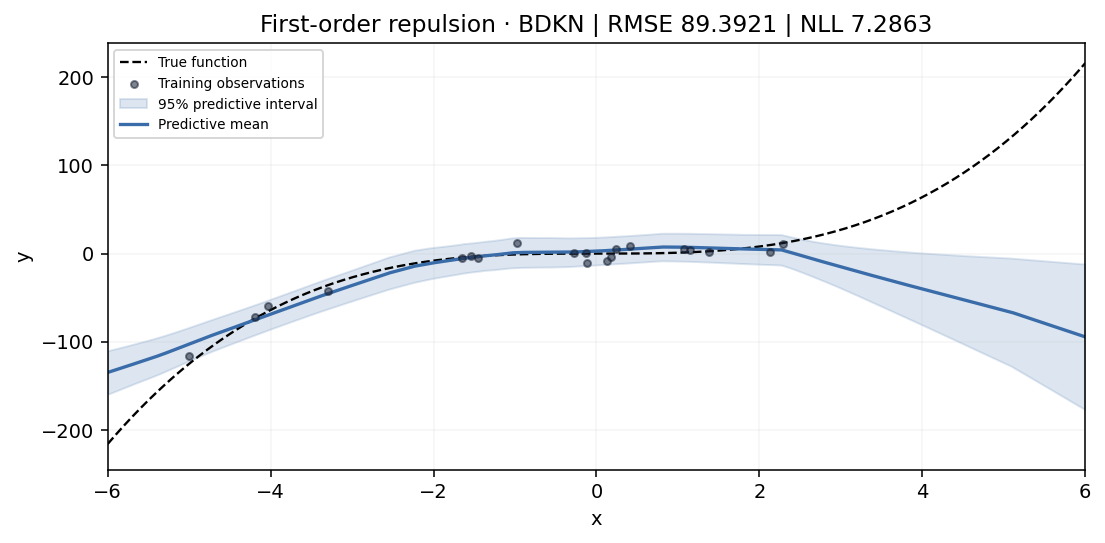 First-order repulsion · BDKN | RMSE 89.3921 | NLL 7.2863
True function
Training observations
95% predictive interval
Predictive mean
200
100
0
−100
−200
y
−6
−4
−2
0
2
4
6
x